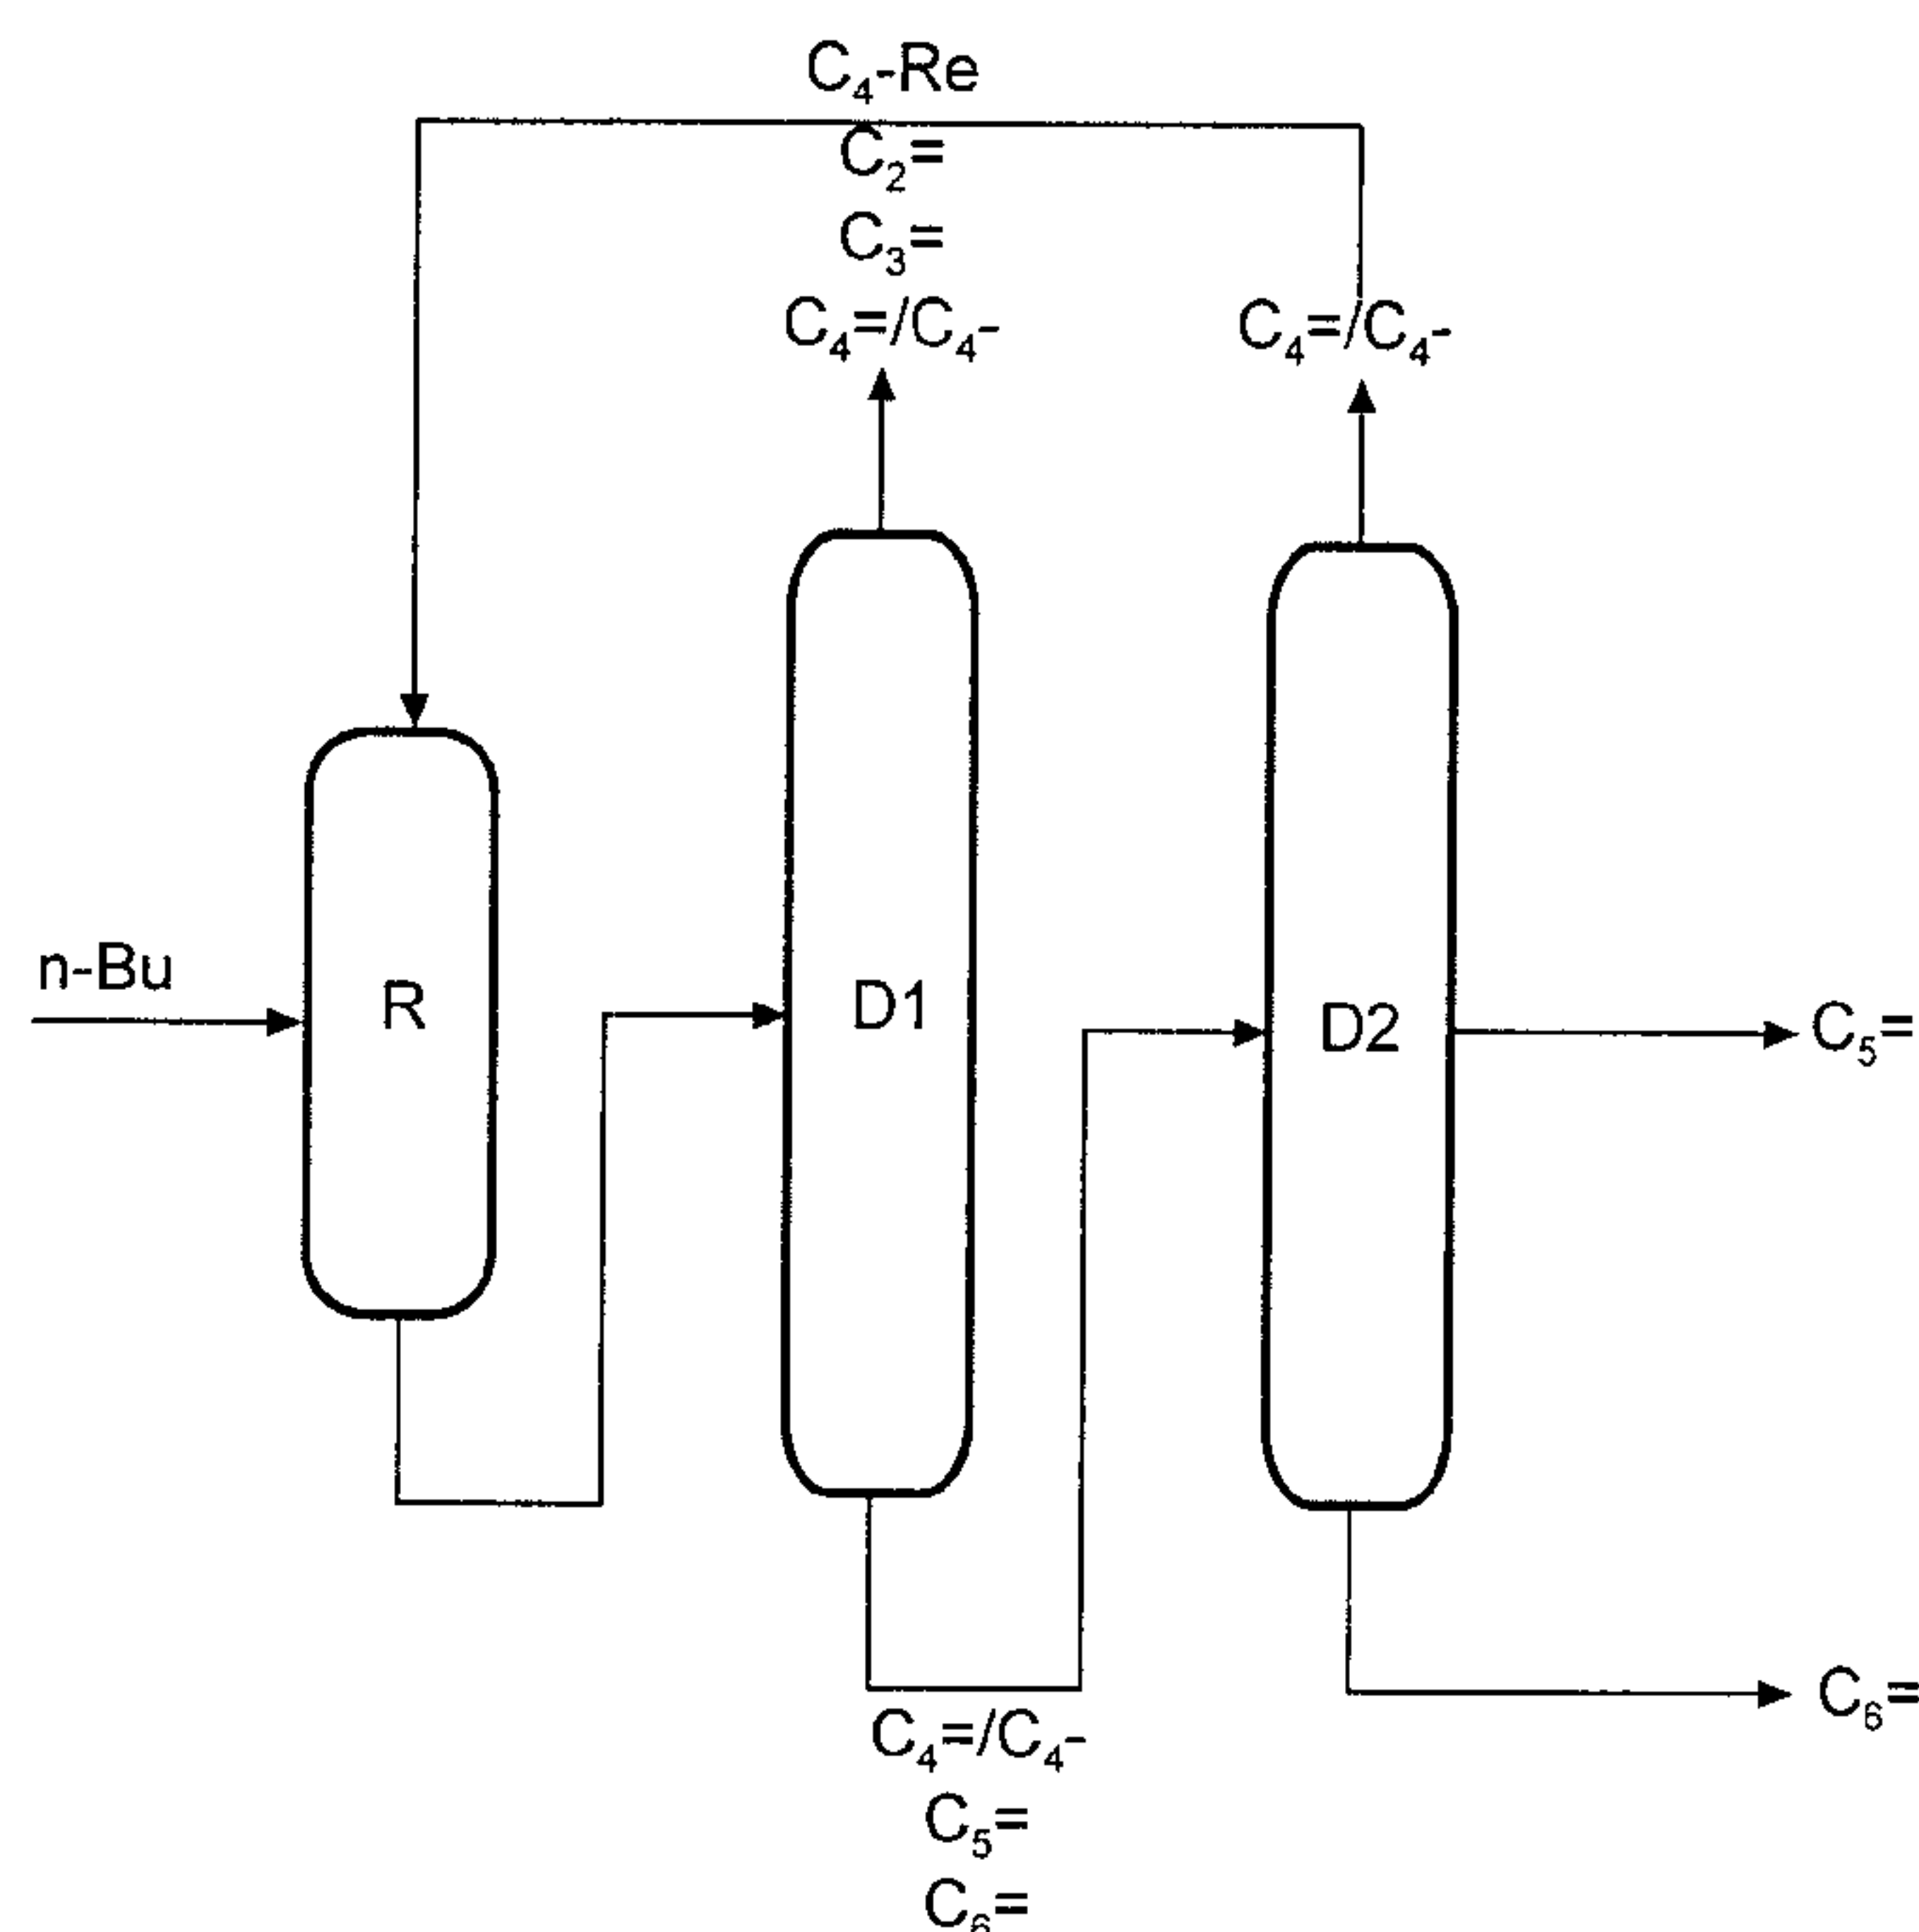 C₄-Re
C₂=
C₃=
C₄=/C₄-
C₄=/C₄-
n-Bu
R
D1
D2
C₅=
C₆=
C₄=/C₄-
C₅=
C₆=